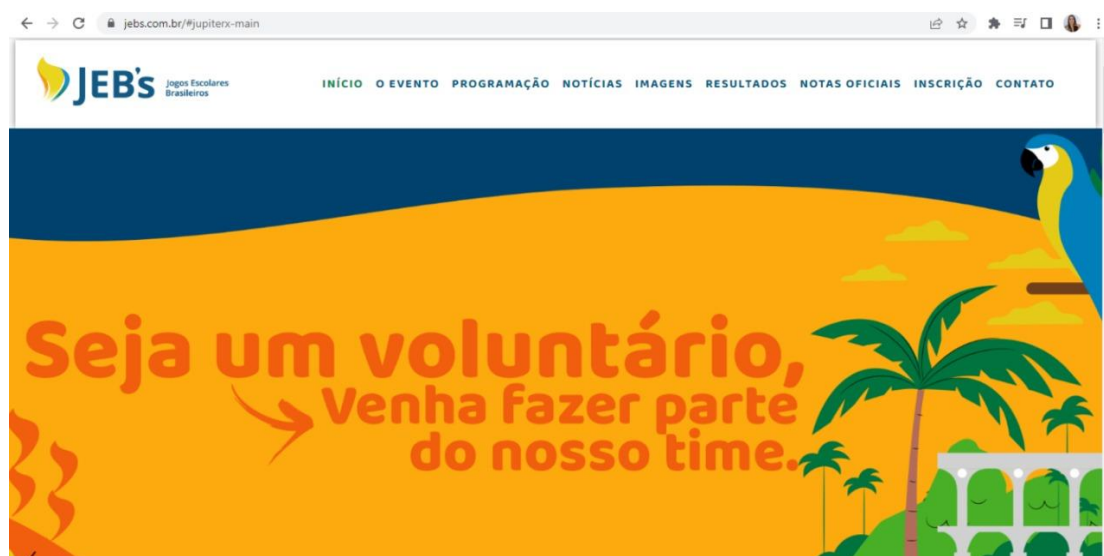 jebs.com.br/#jupiterx-main
JEB's Jogos Escolares
Brasileiros
INÍCIO O EVENTO PROGRAMAÇÃO NOTÍCIAS IMAGENS RESULTADOS NOTAS OFICIAIS INSCRIÇÃO CONTATO
Seja um voluntário,
Venha fazer parte
do nosso time.